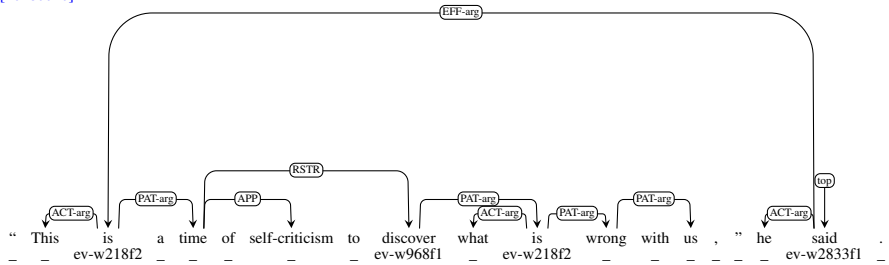 EFF-arg
RSTR top
PAT-arg APP PAT-arg PAT-arg
ACT-arg ACT-arg PAT-arg ACT-arg
“ This is a time of self-criticism to discover what is wrong with us , ” he said .
_ _ ev-w218f2 _ _ _ _ _ ev-w968f1 _ ev-w218f2 _ _ _ _ _ _ ev-w2833f1 _